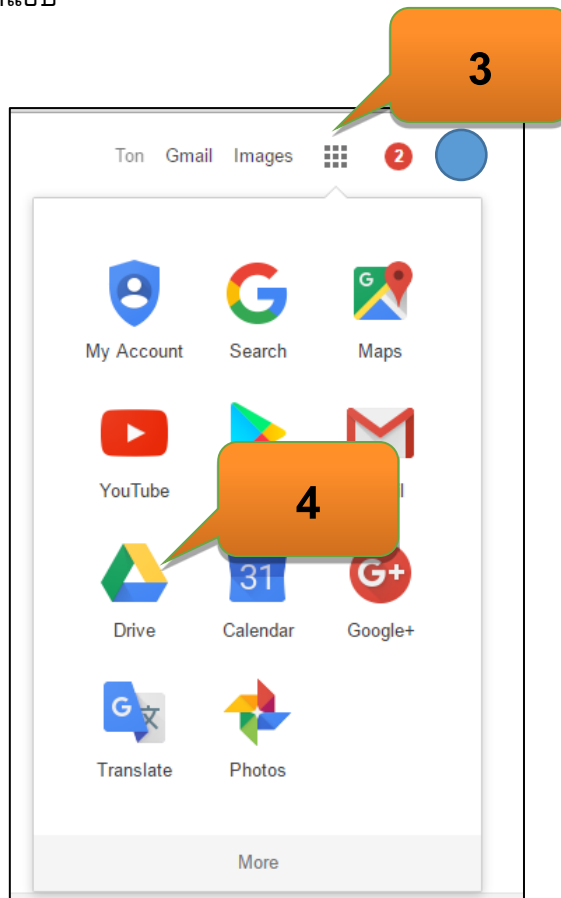 3
Ton Gmail Images 2
My Account Search Maps
YouTube
4
31 G+
Drive Calendar Google+
Translate Photos
More